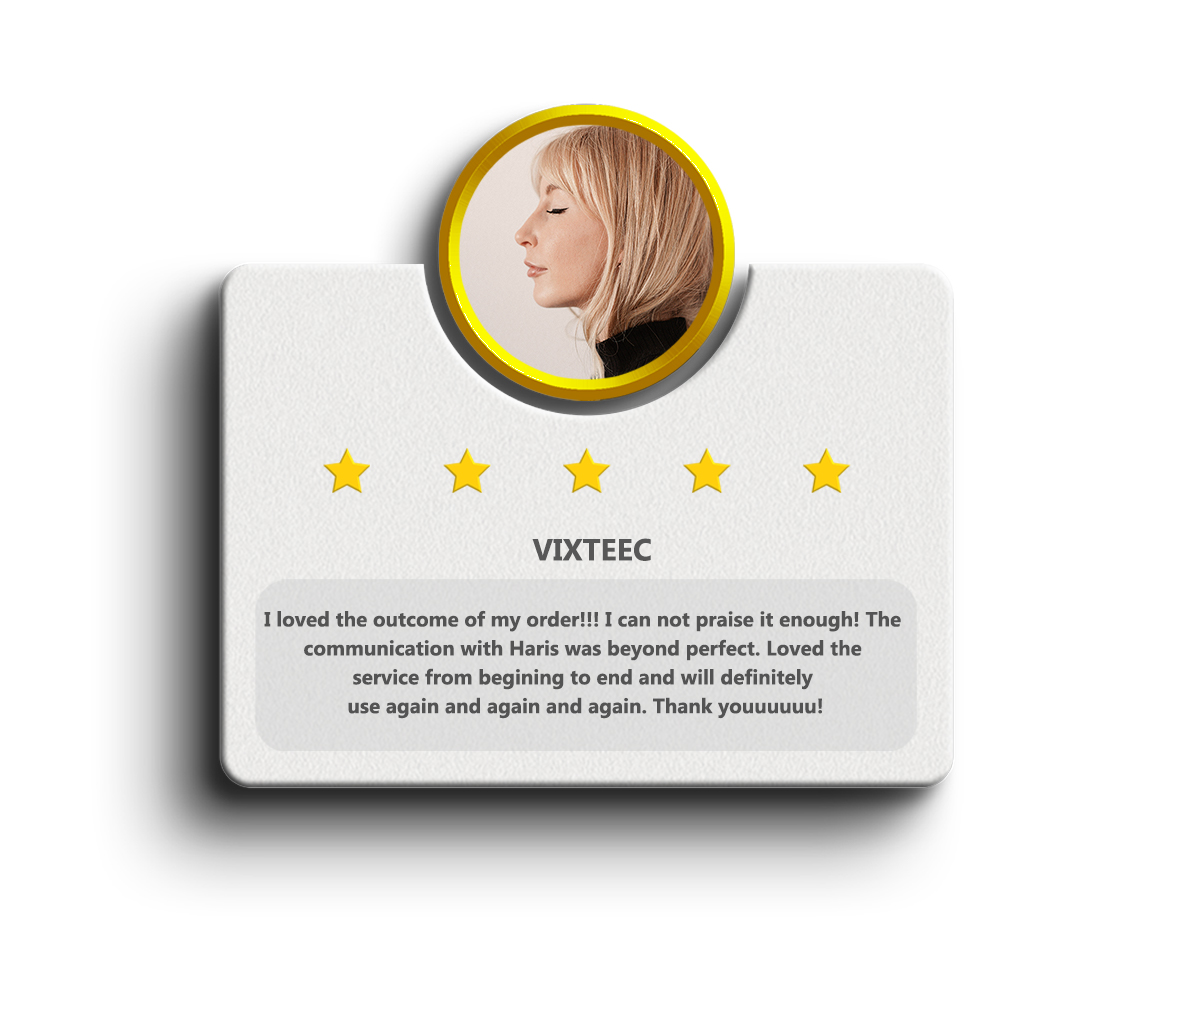 VIXTEEC
I loved the outcome of my order!!! I can not praise it enough! The
communication with Haris was beyond perfect. Loved the
service from begining to end and will definitely
use again and again and again. Thank youuuuuu!